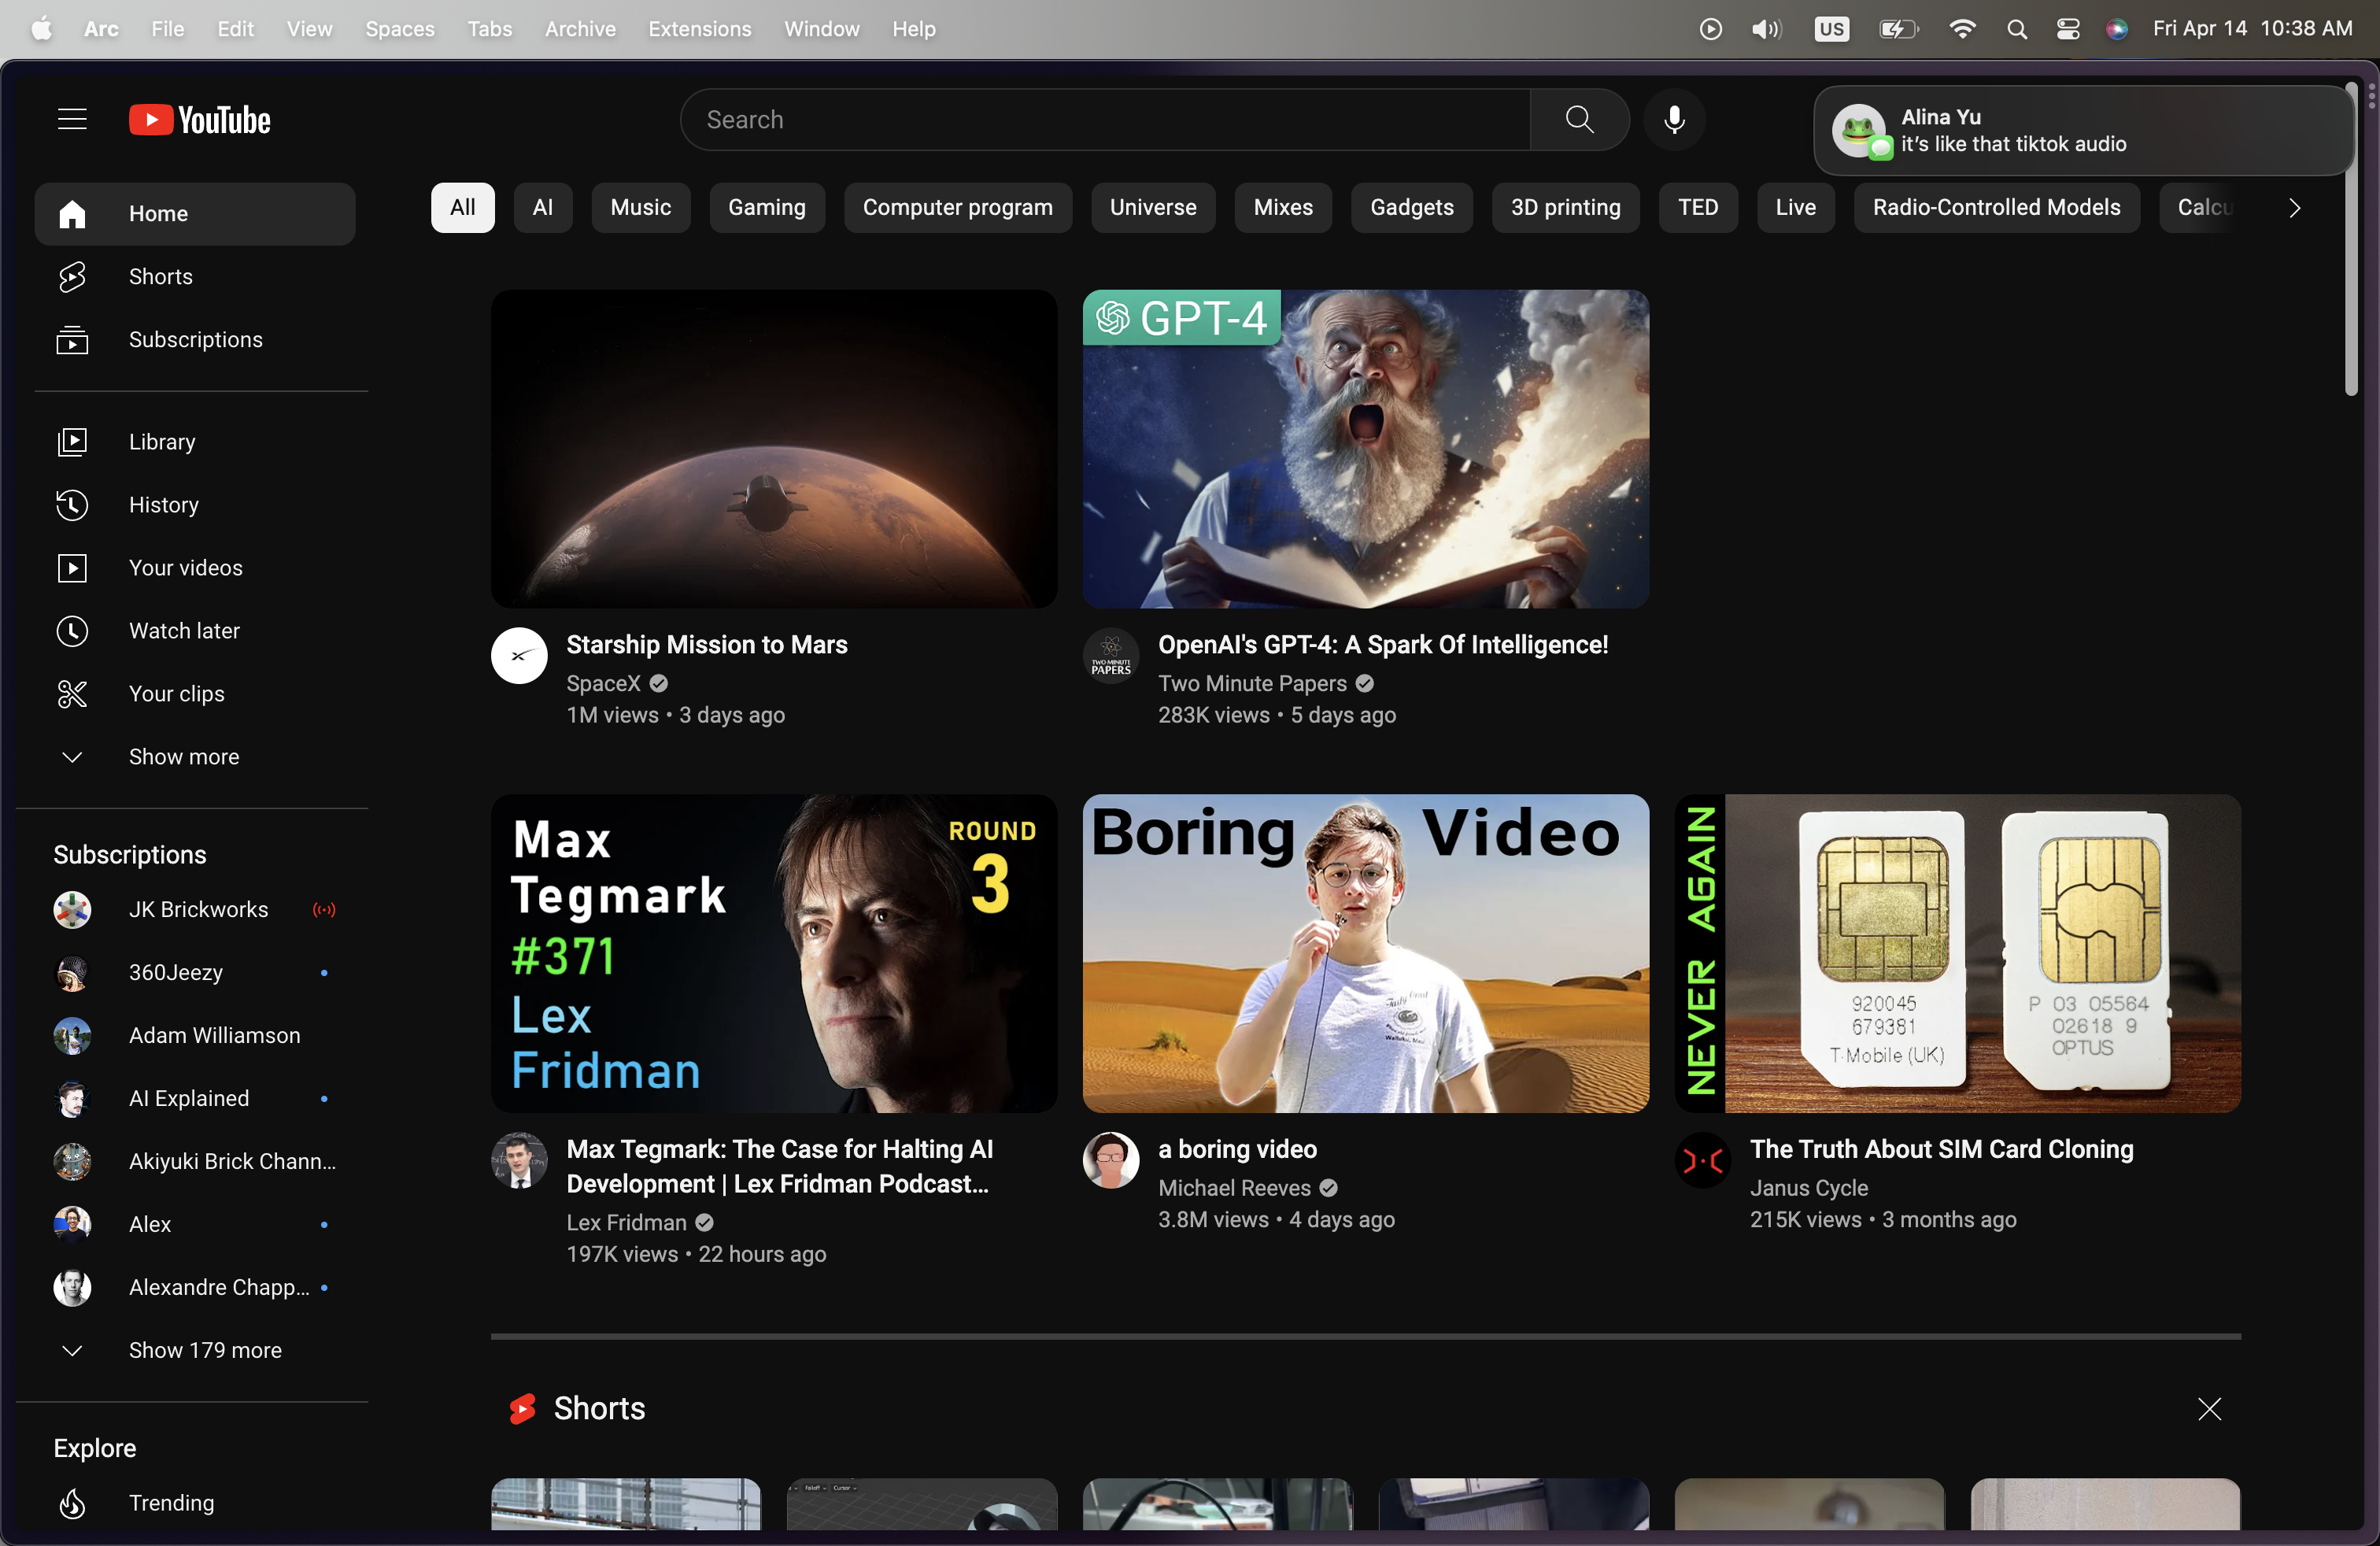 Arc File Edit View Spaces Tabs Archive Extensions Window Help
US
Fri Apr 14 10:38 AM
YouTube
Search
Alina Yu
it's like that tiktok audio
All AI Music Gaming Computer program Universe Mixes Gadgets 3D printing TED Live Radio-Controlled Models Calcu
Home
Shorts
Subscriptions
Library
History
Your videos
Watch later
Your clips
Show more
Subscriptions
JK Brickworks
360Jeezy
Adam Williamson
AI Explained
Akiyuki Brick Chann...
Alex
Alexandre Chapp...
Show 179 more
Explore
Trending
Starship Mission to Mars
SpaceX
1M views • 3 days ago
GPT-4
TWO MINUTE
PAPERS
OpenAI's GPT-4: A Spark Of Intelligence!
Two Minute Papers
283K views • 5 days ago
Max
Tegmark
#371
Lex
Fridman
ROUND
3
Max Tegmark: The Case for Halting AI
Development | Lex Fridman Podcast...
Lex Fridman
197K views • 22 hours ago
Boring Video
a boring video
Michael Reeves
3.8M views • 4 days ago
NEVER AGAIN
920045
679381
T-Mobile (UK)
P 03 05564
02618 9
OPTUS
The Truth About SIM Card Cloning
Janus Cycle
215K views • 3 months ago
Shorts
Falloff
Cursor